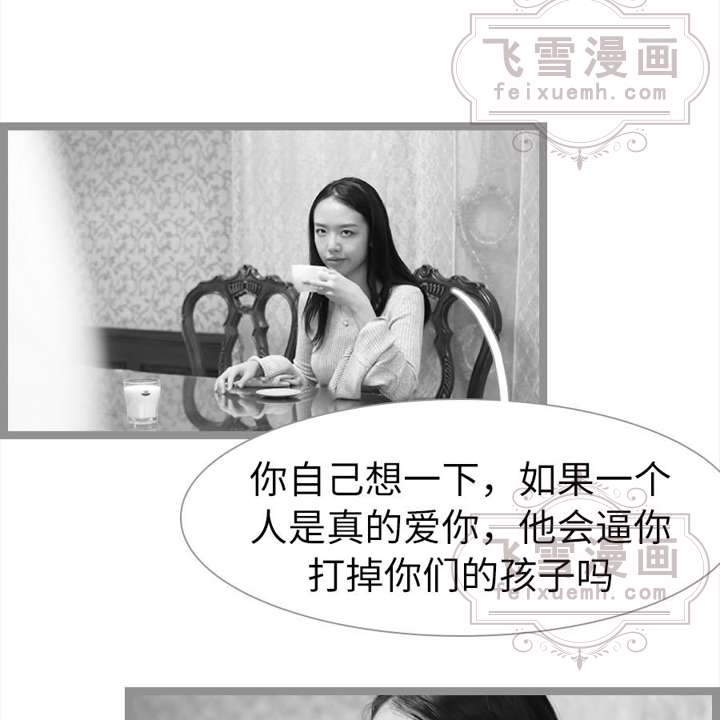 飞雪漫画
feixuemh.com
你自己想一下，如果一个
人是真的爱你，他会逼你
打掉你们的孩子吗
飞雪漫画
feixuemh.com